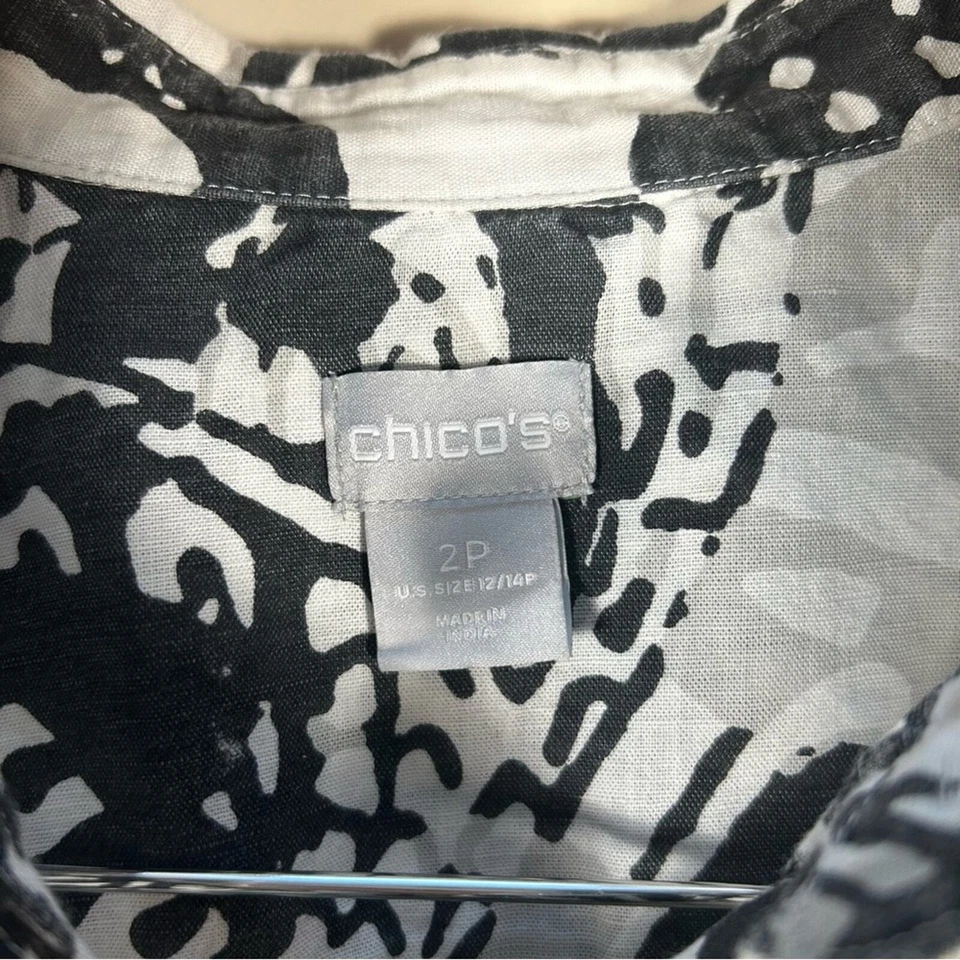 chico's®
2P
U.S. SIZE 12/14P
MADE IN
INDIA